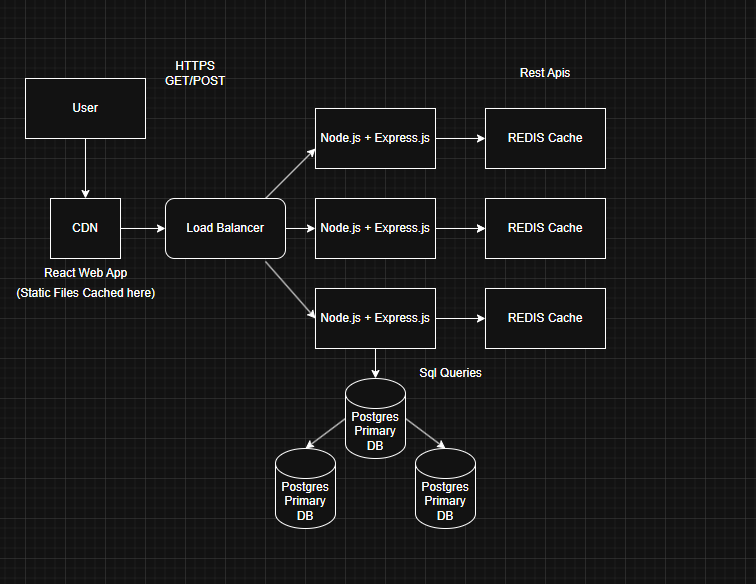 HTTPS
GET/POST
Rest Apis
User
Node.js + Express.js
REDIS Cache
CDN
Load Balancer
Node.js + Express.js
REDIS Cache
React Web App
(Static Files Cached here)
Node.js + Express.js
REDIS Cache
Sql Queries
Postgres
Primary
DB
Postgres
Primary
DB
Postgres
Primary
DB